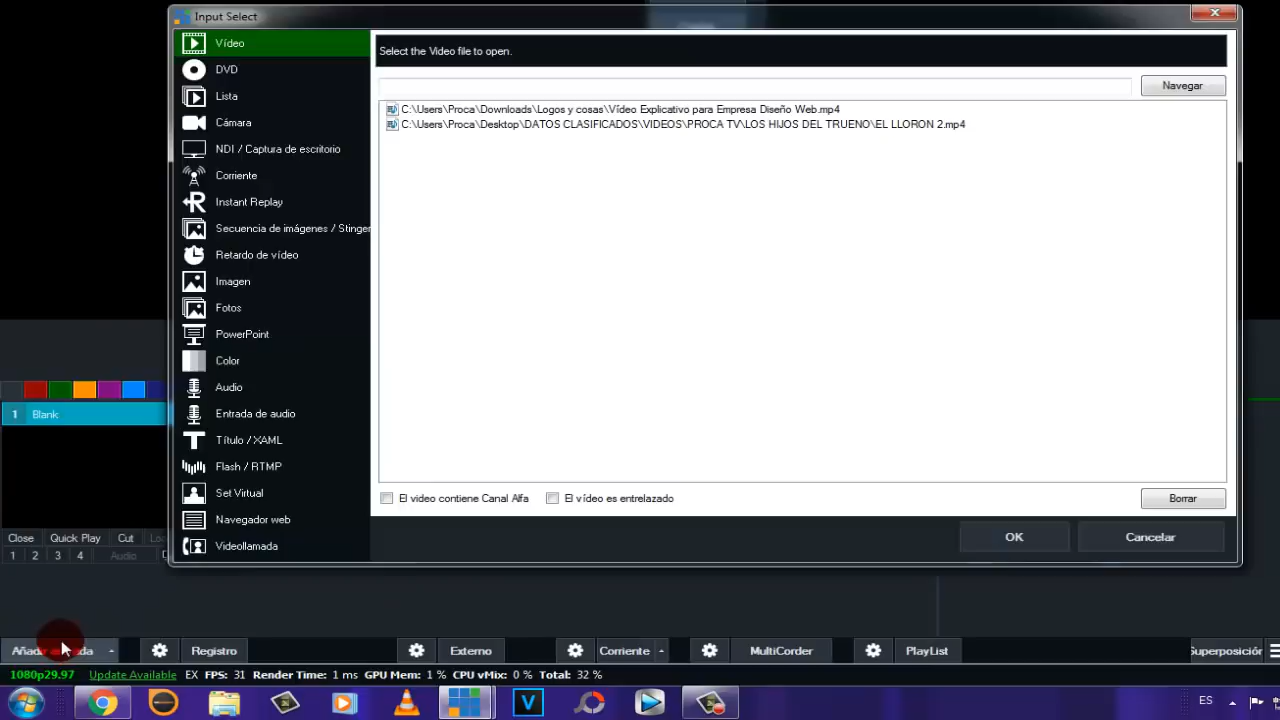 Input Select
Vídeo
DVD
Lista
Cámara
NDI / Captura de escritorio
Corriente
Instant Replay
Secuencia de imágenes / Stinger
Retardo de vídeo
Imagen
Fotos
PowerPoint
Color
Audio
Entrada de audio
Título / XAML
Flash / RTMP
Set Virtual
Navegador web
Videollamada
Select the Video file to open.
Navegar
C:\Users\Proca\Downloads\Logos y cosas\Vídeo Explicativo para Empresa Diseño Web.mp4
C:\Users\Proca\Desktop\DATOS CLASIFICADOS\VIDEOS\PROCA TV\LOS HIJOS DEL TRUENO\EL LLORON 2.mp4
El video contiene Canal Alfa
El vídeo es entrelazado
Borrar
OK
Cancelar
1 Blank
Close Quick Play Cut
1 2 3 4 Audio
Registro
Externo
Corriente
MultiCorder
PlayList
Superposición
1080p29.97 Update Available EX FPS: 31 Render Time: 1 ms GPU Mem: 1 % CPU vMix: 0 % Total: 32 %
ES